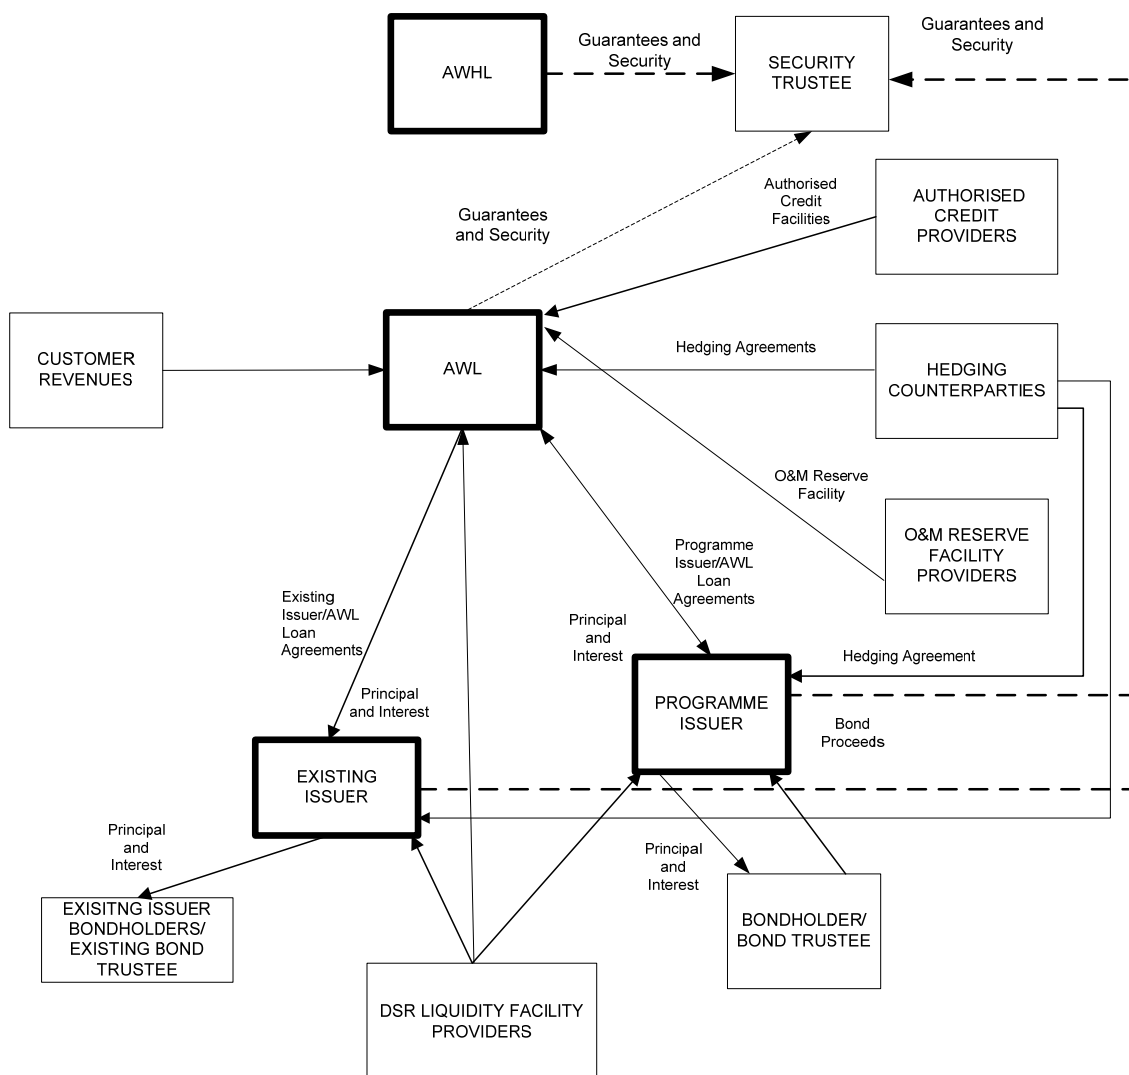 AWHL
Guarantees and
Security
SECURITY
TRUSTEE
Guarantees and
Security
Guarantees
and Security
Authorised
Credit
Facilities
AUTHORISED
CREDIT
PROVIDERS
CUSTOMER
REVENUES
AWL
Hedging Agreements
HEDGING
COUNTERPARTIES
O&M Reserve
Facility
O&M RESERVE
FACILITY
PROVIDERS
Existing
Issuer/AWL
Loan
Agreements
Programme
Issuer/AWL
Loan
Agreements
Principal
and
Interest
Hedging Agreement
Principal
and Interest
PROGRAMME
ISSUER
Bond
Proceeds
EXISTING
ISSUER
Principal
and
Interest
Principal
and
Interest
EXISITNG ISSUER
BONDHOLDERS/
EXISTING BOND
TRUSTEE
BONDHOLDER/
BOND TRUSTEE
DSR LIQUIDITY FACILITY
PROVIDERS